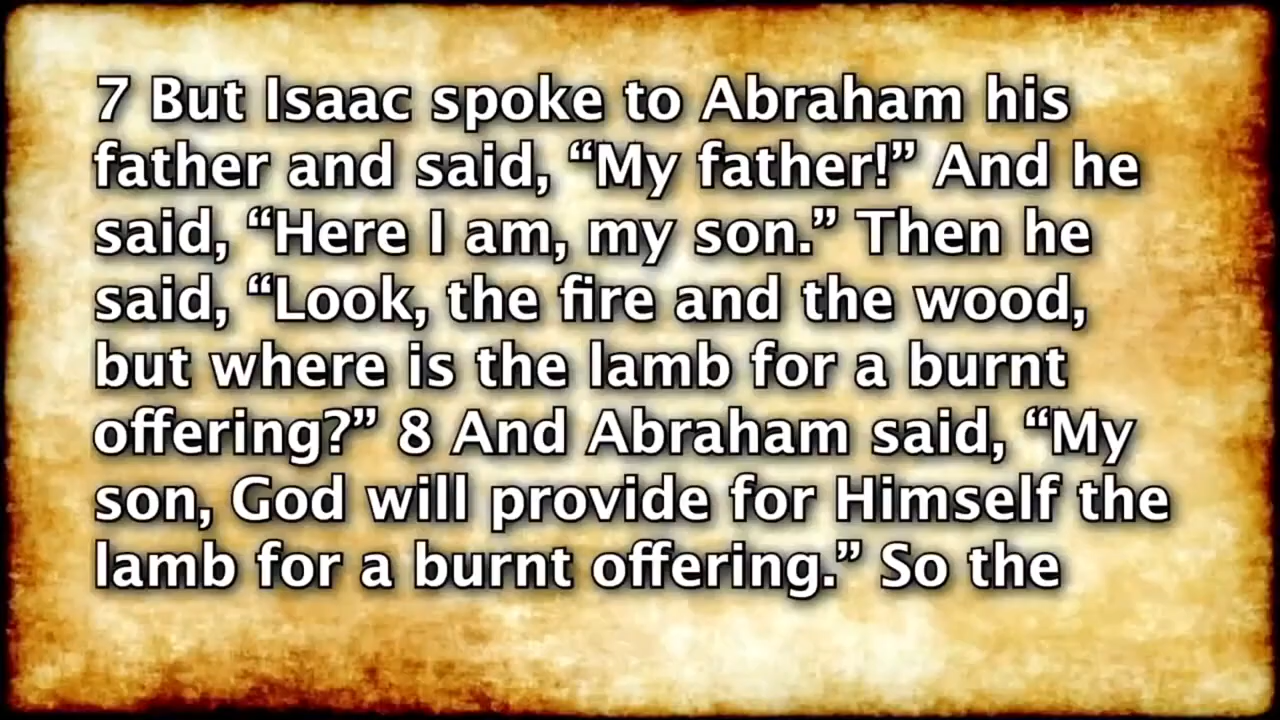 7 But Isaac spoke to Abraham his
father and said, “My father!” And he
said, “Here I am, my son.” Then he
said, “Look, the fire and the wood,
but where is the lamb for a burnt
offering?” 8 And Abraham said, “My
son, God will provide for Himself the
lamb for a burnt offering.” So the